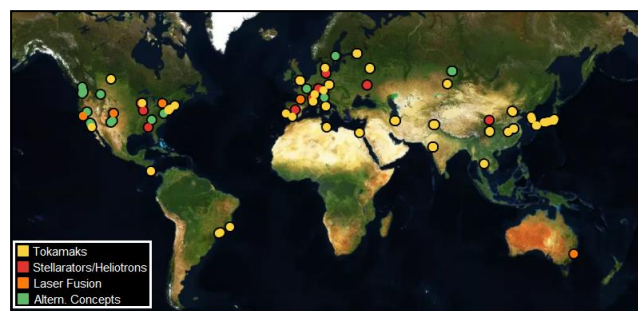 Tokamaks
Stellarators/Heliotrons
Laser Fusion
Altern. Concepts